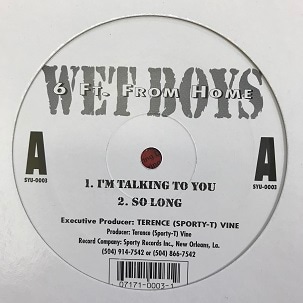 WET BOYS
6 Ft. From Home
A A
SYU-0003 SYU-0003
1. I'M TALKING TO YOU
2. SO LONG
Executive Producer: TERENCE (SPORTY-T) VINE
Producer: Terence (Sporty-T) Vine
Record Company: Sporty Records Inc., New Orleans, La.
(504) 914-7542 or (504) 866-7542
07171-0003-1